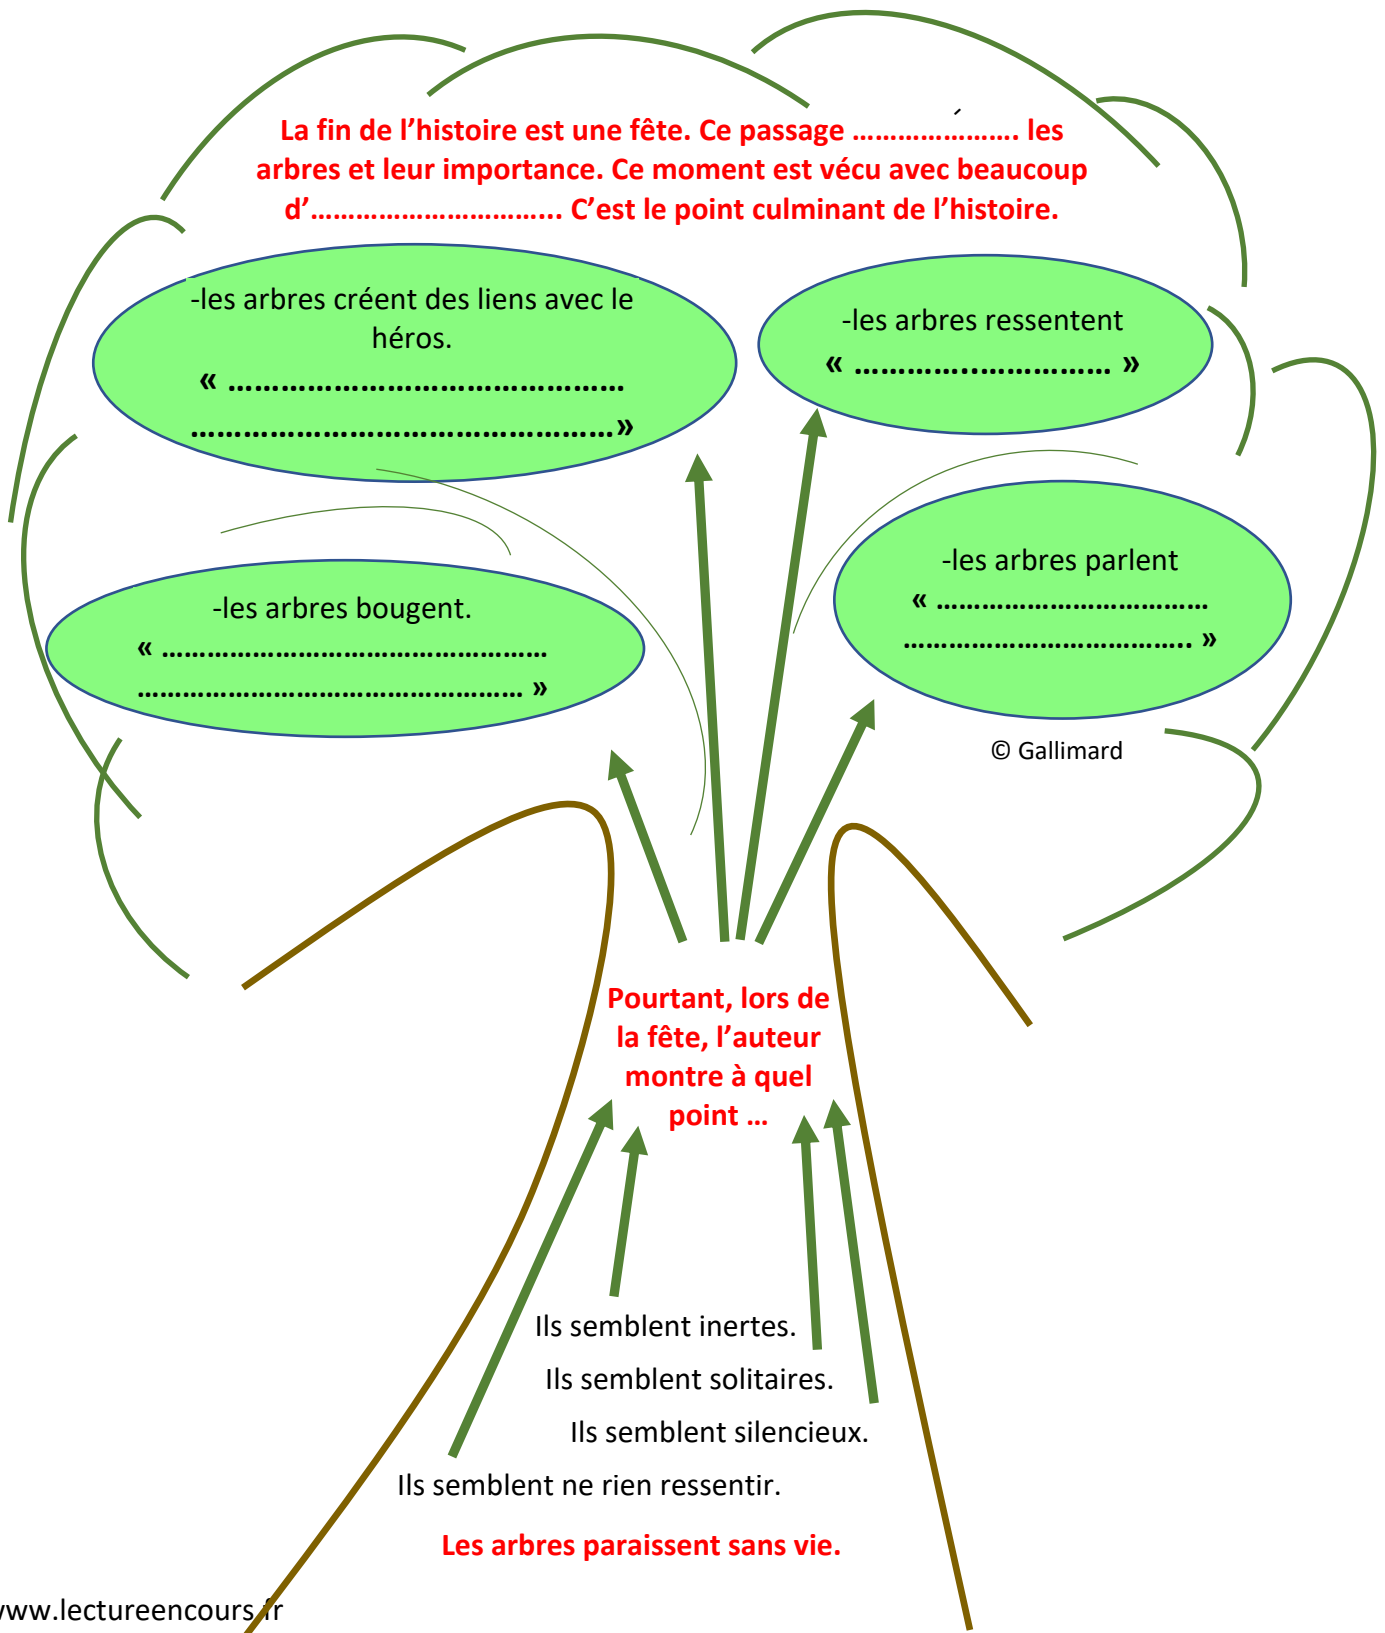 La fin de l’histoire est une fête. Ce passage …………………. les
arbres et leur importance. Ce moment est vécu avec beaucoup
d’…………………………... C’est le point culminant de l’histoire.
-les arbres créent des liens avec le
héros.
« ………………………………………
…………………………………………»
-les arbres ressentent
« …………..…………… »
-les arbres bougent.
« ……………………………………………
…………………………………………… »
-les arbres parlent
« ………………………………
……………………………….. »
© Gallimard
Pourtant, lors de
la fête, l’auteur
montre à quel
point …
Ils semblent inertes.
Ils semblent solitaires.
Ils semblent silencieux.
Ils semblent ne rien ressentir.
Les arbres paraissent sans vie.
www.lectureencours.fr